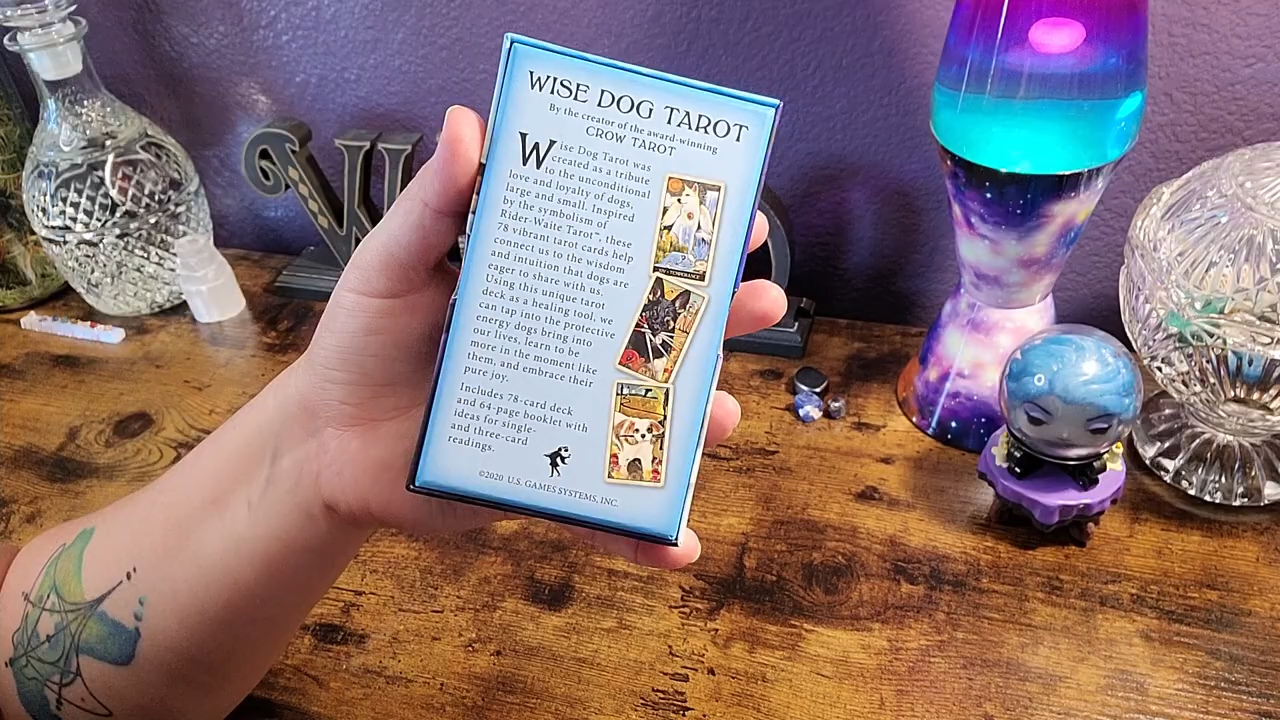 WISE DOG TAROT
By the creator of the award-winning
CROW TAROT
Wise Dog Tarot was
created as a tribute
to the unconditional
love and loyalty of dogs,
large and small. Inspired
by the symbolism of
Rider-Waite Tarot™, these
78 vibrant tarot cards help
connect us to the wisdom
and intuition that dogs are
eager to share with us.
Using this unique tarot
deck as a healing tool, we
can tap into the protective
energy dogs bring into
our lives, learn to be
more in the moment like
them, and embrace their
pure joy.
Includes 78-card deck
and 64-page booklet with
ideas for single-
and three-card
readings.
©2020 U.S. GAMES SYSTEMS, INC.
XIV • TEMPERANCE